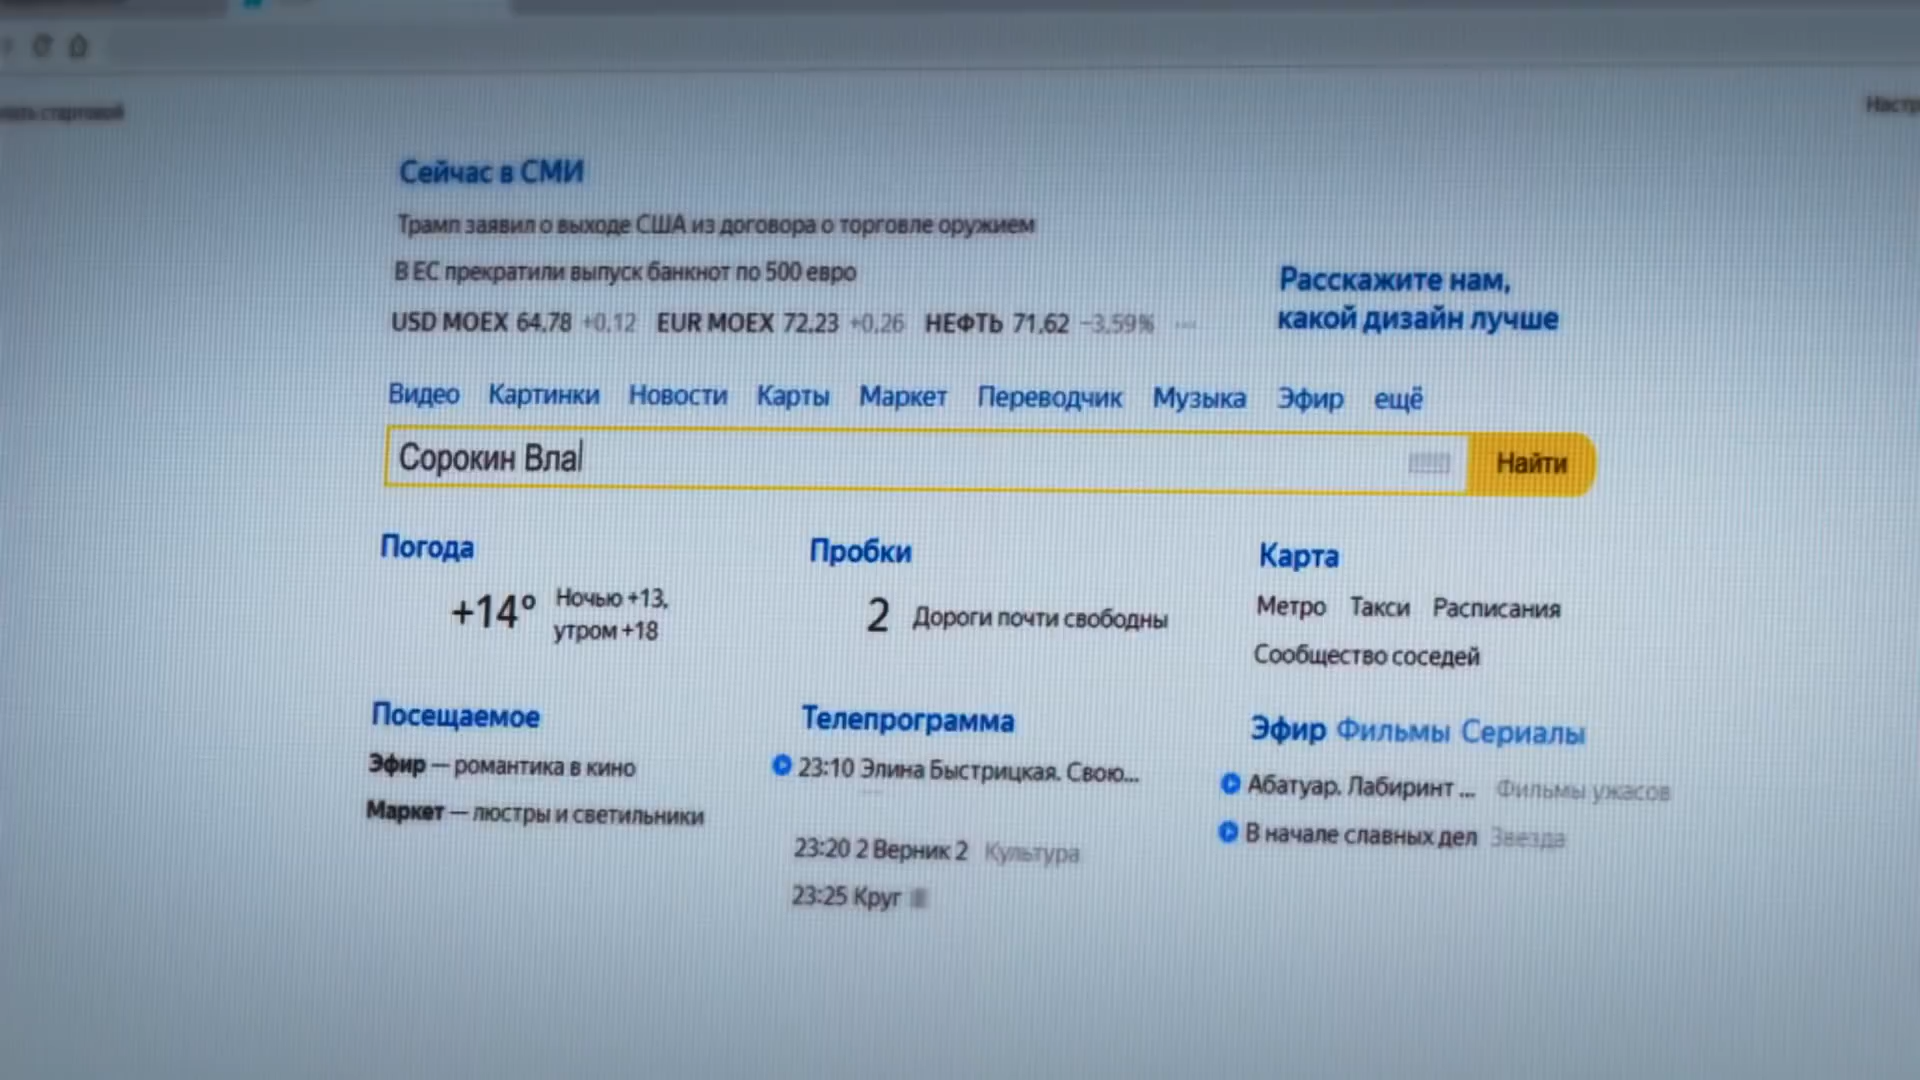 Сейчас в СМИ
Трамп заявил о выходе США из договора о торговле оружием
В ЕС прекратили выпуск банкнот по 500 евро
USD MOEX 64,78 +0,12 EUR MOEX 72,23 +0,26 НЕФТЬ 71,62 −3,59% ...
Расскажите нам,
какой дизайн лучше
Видео Картинки Новости Карты Маркет Переводчик Музыка Эфир ещё
Сорокин Вла
Найти
Погода
+14° Ночью +13,
утром +18
Пробки
2 Дороги почти свободны
Карта
Метро Такси Расписания
Сообщество соседей
Посещаемое
Эфир — романтика в кино
Маркет — люстры и светильники
Телепрограмма
23:10 Элина Быстрицкая. Свою...
23:20 2 Верник 2 Культура
23:25 Круг
Эфир Фильмы Сериалы
Абатуар. Лабиринт ... Фильмы ужасов
В начале славных дел Звезда